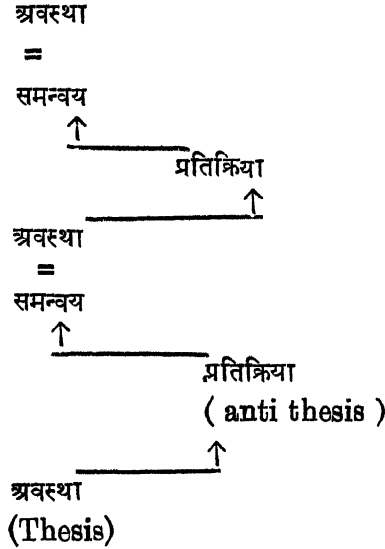 अवस्था
=
समन्वय
↑
प्रतिक्रिया
↑
अवस्था
=
समन्वय
↑
प्रतिक्रिया
( anti thesis )
↑
अवस्था
(Thesis)